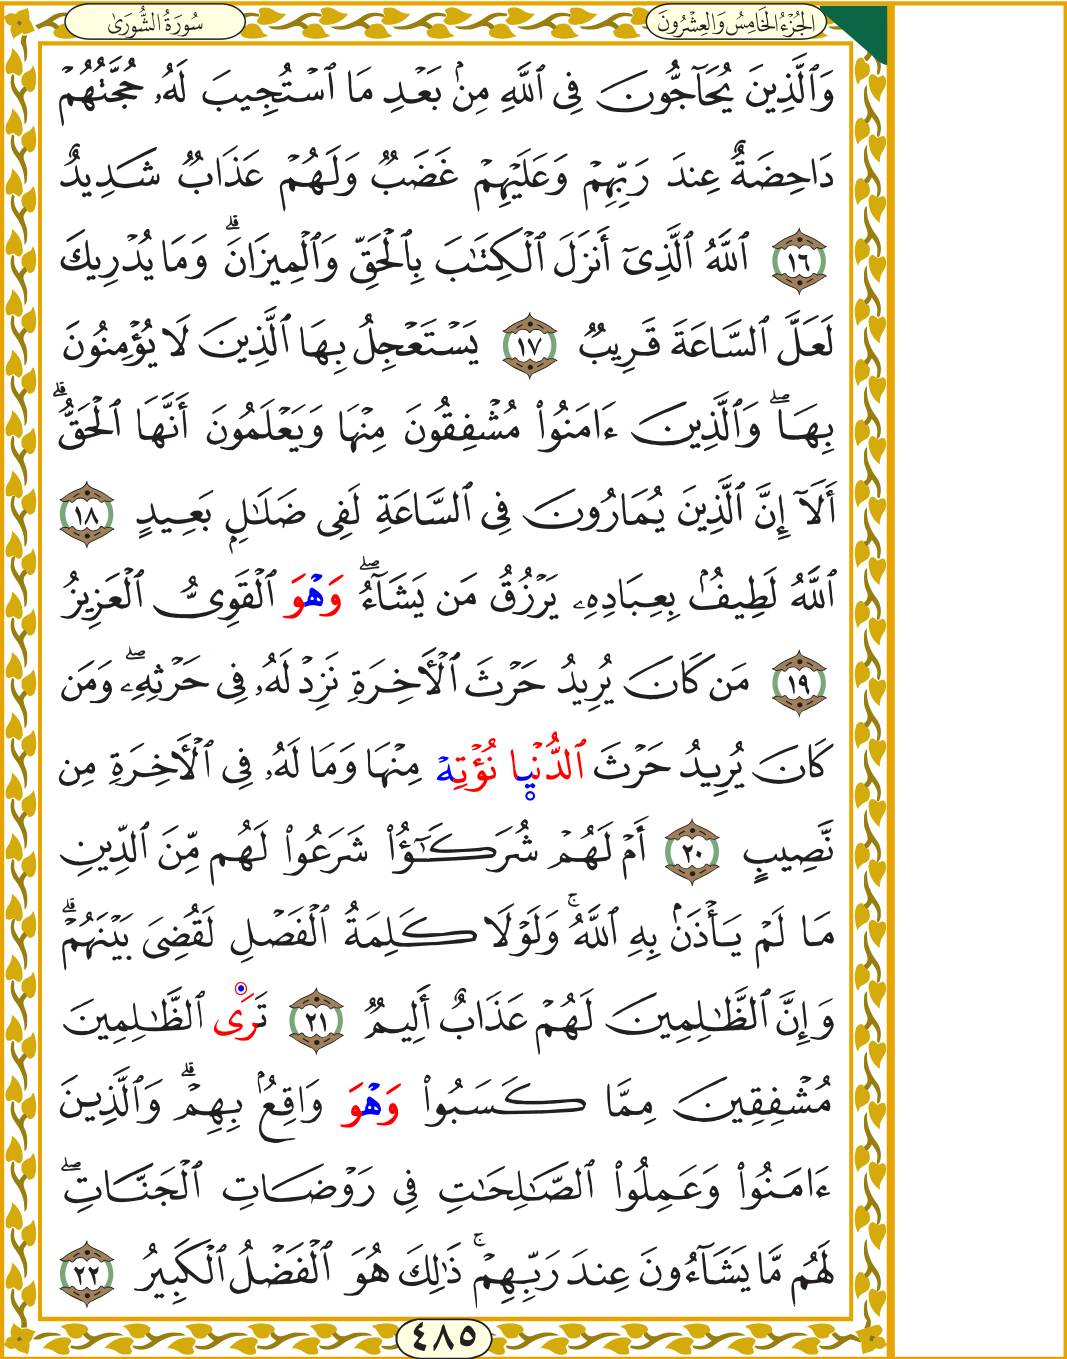 الجُزْءُ الخَامِسُ وَالعِشْرُونَ
سُورَةُ الشُّورَىٰ
وَٱلَّذِينَ يُحَآجُّونَ فِى ٱللَّهِ مِنۢ بَعْدِ مَا ٱسْتُجِيبَ لَهُۥ حُجَّتُهُمْ
دَاحِضَةٌ عِندَ رَبِّهِمْ وَعَلَيْهِمْ غَضَبٌ وَلَهُمْ عَذَابٌ شَدِيدٌ
١٦ ٱللَّهُ ٱلَّذِىٓ أَنزَلَ ٱلْكِتَٰبَ بِٱلْحَقِّ وَٱلْمِيزَانَ ۗ وَمَا يُدْرِيكَ
لَعَلَّ ٱلسَّاعَةَ قَرِيبٌ ١٧ يَسْتَعْجِلُ بِهَا ٱلَّذِينَ لَا يُؤْمِنُونَ
بِهَا ۖ وَٱلَّذِينَ ءَامَنُوا۟ مُشْفِقُونَ مِنْهَا وَيَعْلَمُونَ أَنَّهَا ٱلْحَقُّ ۗ
أَلَآ إِنَّ ٱلَّذِينَ يُمَارُونَ فِى ٱلسَّاعَةِ لَفِى ضَلَٰلٍۭ بَعِيدٍ ١٨
ٱللَّهُ لَطِيفٌۢ بِعِبَادِهِۦ يَرْزُقُ مَن يَشَآءُ ۖ وَهْوَ ٱلْقَوِىُّ ٱلْعَزِيزُ
١٩ مَن كَانَ يُرِيدُ حَرْثَ ٱلْأَخِرَةِ نَزِدْ لَهُۥ فِى حَرْثِهِۦ ۖ وَمَن
كَانَ يُرِيدُ حَرْثَ ٱلدُّنْيا نُؤْتِهْ مِنْهَا وَمَا لَهُۥ فِى ٱلْأَخِرَةِ مِن
نَّصِيبٍ ٢٠ أَمْ لَهُمْ شُرَكَٰٓؤُا۟ شَرَعُوا۟ لَهُم مِّنَ ٱلدِّينِ
مَا لَمْ يَأْذَنۢ بِهِ ٱللَّهُ ۚ وَلَوْلَا كَلِمَةُ ٱلْفَصْلِ لَقُضِىَ بَيْنَهُمْ ۗ
وَإِنَّ ٱلظَّٰلِمِينَ لَهُمْ عَذَابٌ أَلِيمٌ ٢١ تَرَى ٱلظَّٰلِمِينَ
مُشْفِقِينَ مِمَّا كَسَبُوا۟ وَهْوَ وَاقِعٌۢ بِهِمْ ۗ وَٱلَّذِينَ
ءَامَنُوا۟ وَعَمِلُوا۟ ٱلصَّٰلِحَٰتِ فِى رَوْضَاتِ ٱلْجَنَّاتِ ۖ
لَهُم مَّا يَشَآءُونَ عِندَ رَبِّهِمْ ۚ ذَٰلِكَ هُوَ ٱلْفَضْلُ ٱلْكَبِيرُ ٢٢
٤٨٥